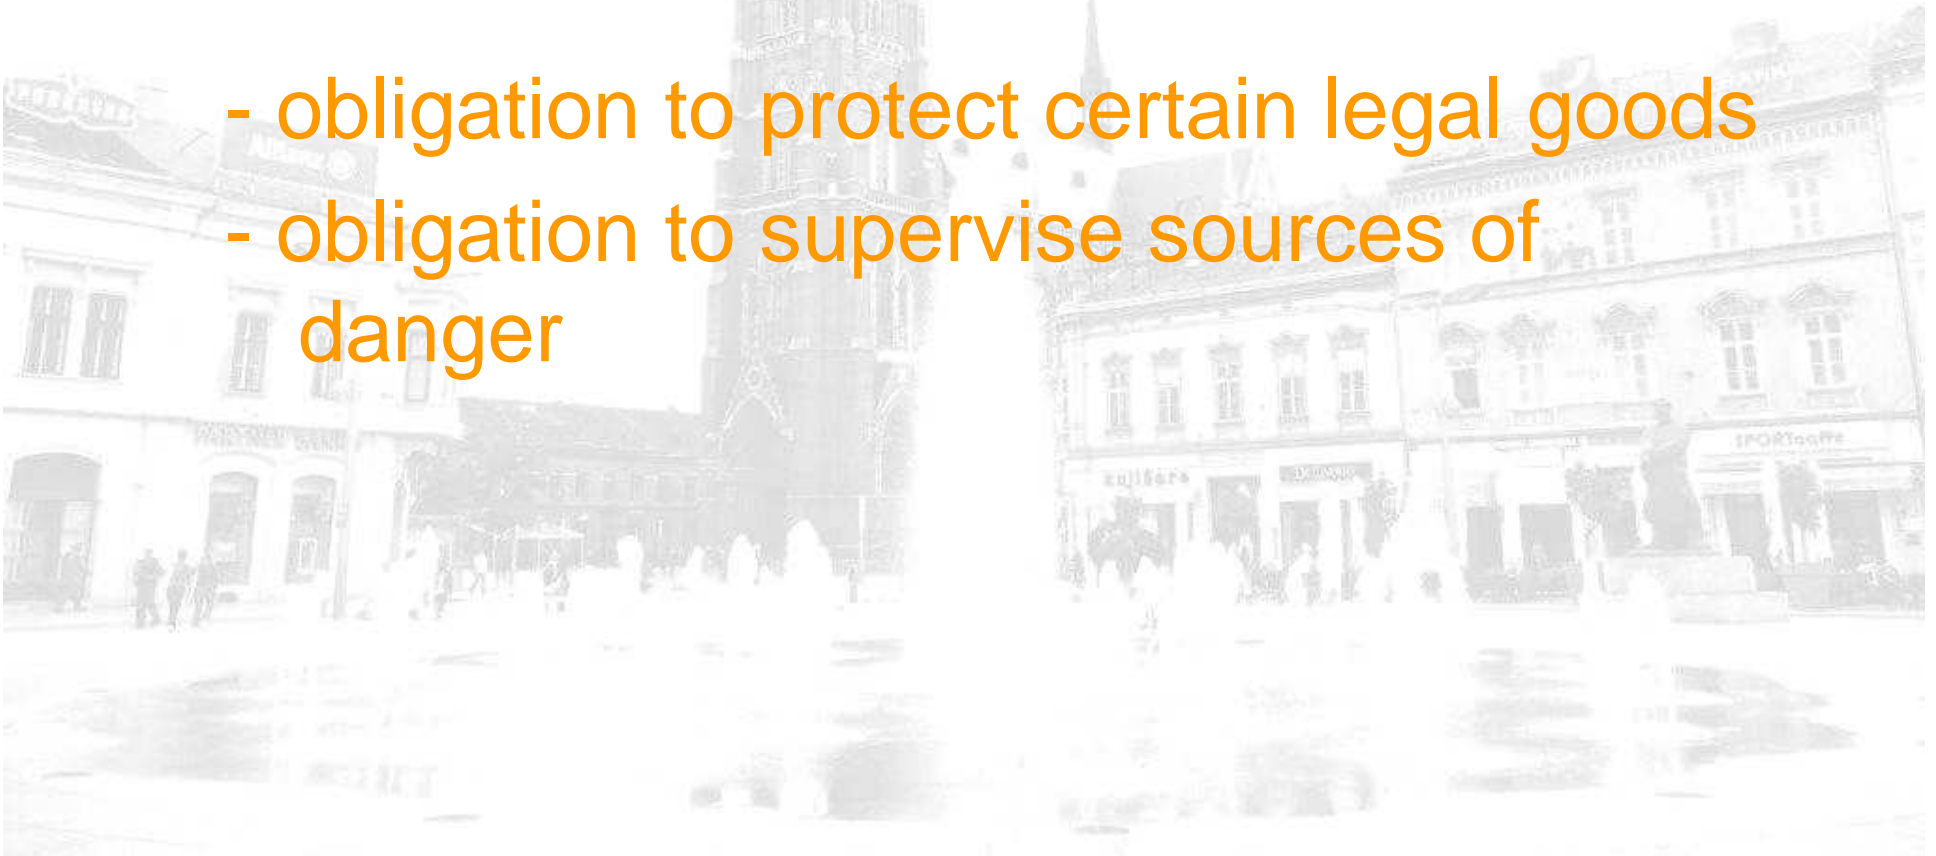 - obligation to protect certain legal goods
- obligation to supervise sources of
danger